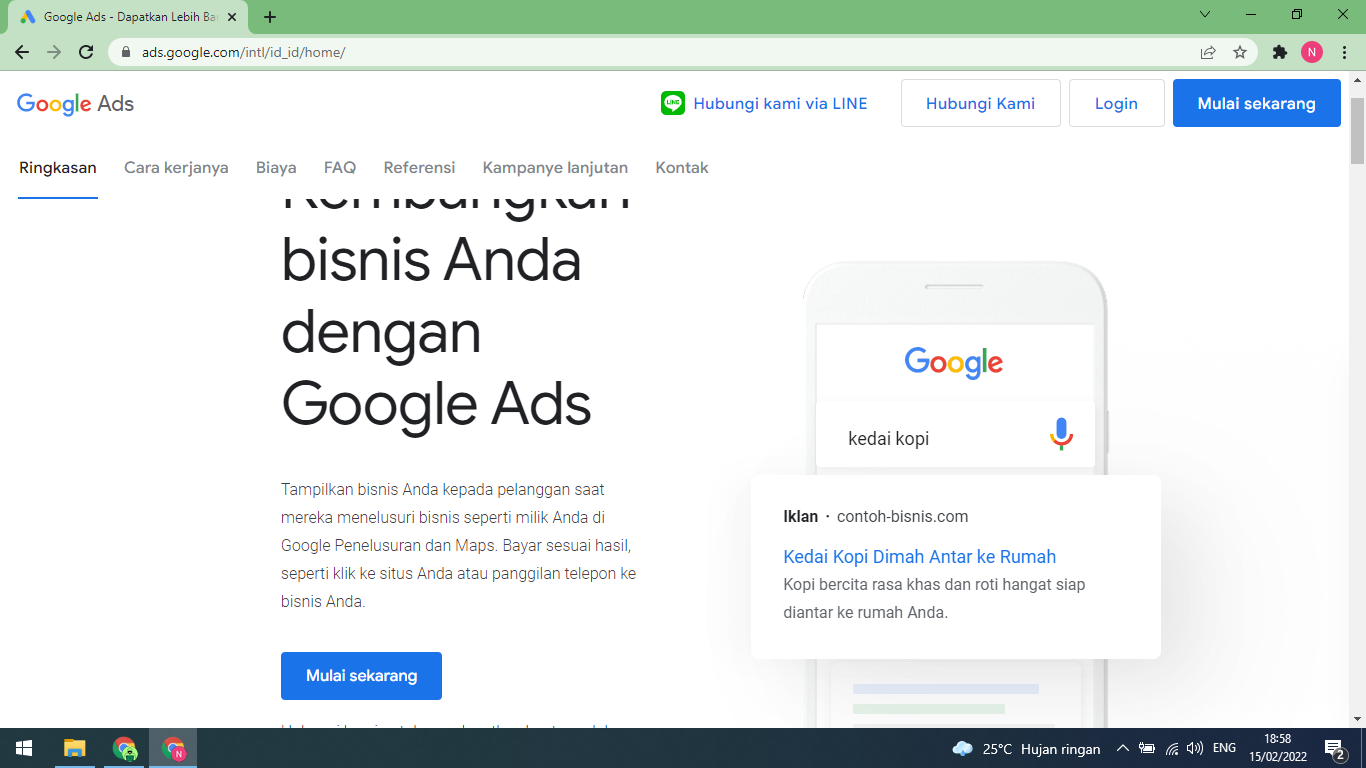 Google Ads - Dapatkan Lebih Ba
ads.google.com/intl/id_id/home/
N
Google Ads
LINE
Hubungi kami via LINE
Hubungi Kami
Login
Mulai sekarang
Ringkasan
Cara kerjanya
Biaya
FAQ
Referensi
Kampanye lanjutan
Kontak
Kembangkan
bisnis Anda
dengan
Google Ads
Tampilkan bisnis Anda kepada pelanggan saat
mereka menelusuri bisnis seperti milik Anda di
Google Penelusuran dan Maps. Bayar sesuai hasil,
seperti klik ke situs Anda atau panggilan telepon ke
bisnis Anda.
Mulai sekarang
Google
kedai kopi
Iklan · contoh-bisnis.com
Kedai Kopi Dimah Antar ke Rumah
Kopi bercita rasa khas dan roti hangat siap
diantar ke rumah Anda.
N
25°C Hujan ringan
ENG
18:58
15/02/2022
2